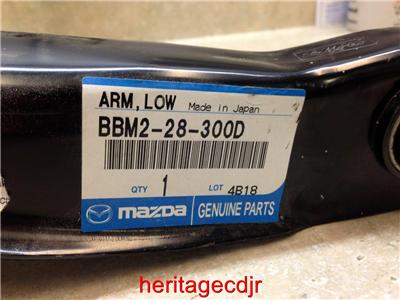 ARM, LOW Made in Japan
BBM2-28-300D
QTY 1 LOT 4B18
mazda GENUINE PARTS
heritagecdjr